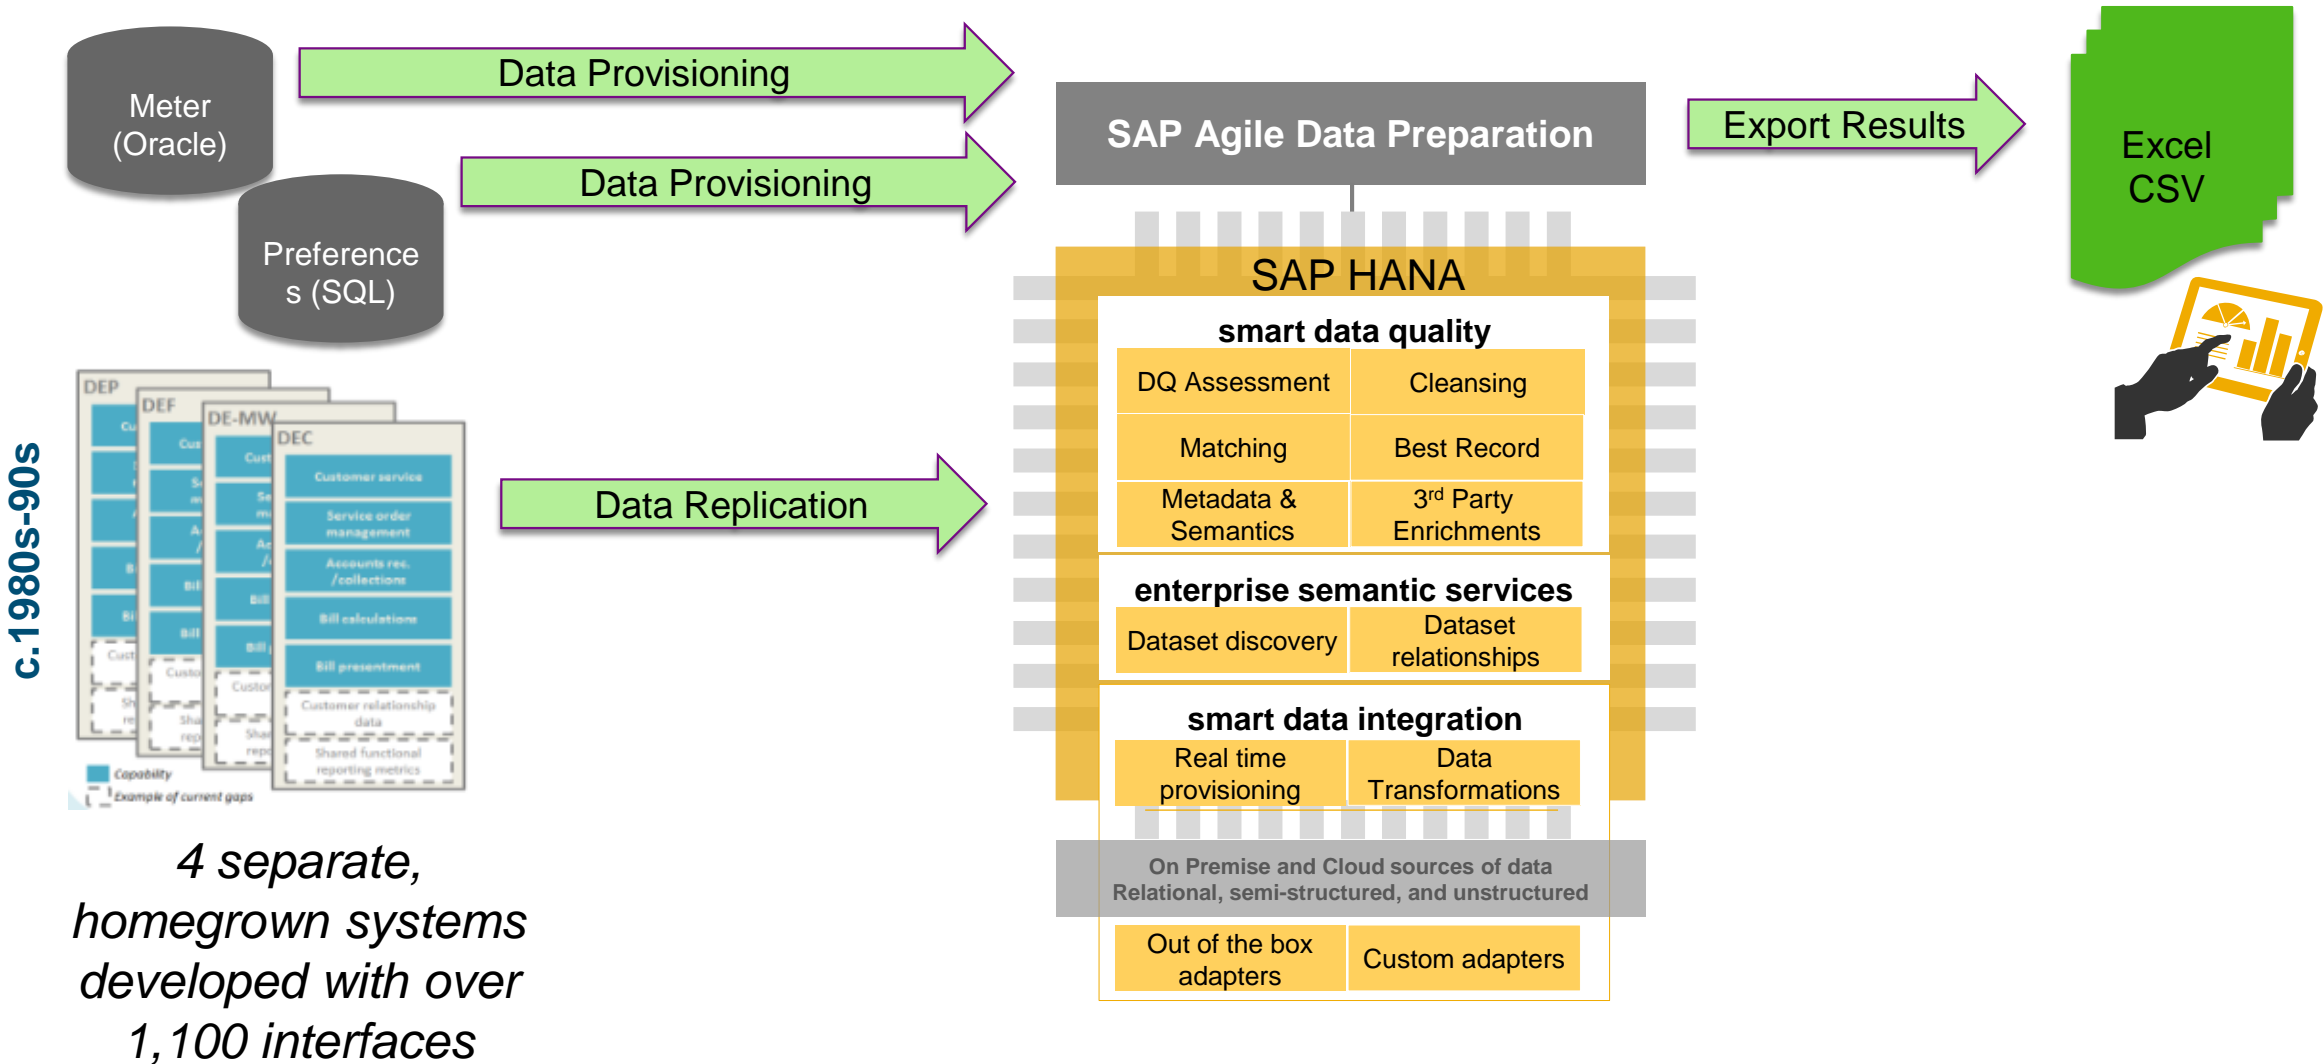 Meter
(Oracle)
Data Provisioning
Preference
s (SQL)
Data Provisioning
SAP Agile Data Preparation
Export Results
Excel
CSV
c.1980s-90s
DEP
DEF
DE-MW
DEC
Customer service
Service order
management
Accounts rec.
/collections
Bill calculations
Bill presentment
Customer relationship
data
Shared functional
reporting metrics
Capability
Example of current gaps
Data Replication
4 separate,
homegrown systems
developed with over
1,100 interfaces
SAP HANA
smart data quality
DQ Assessment
Cleansing
Matching
Best Record
Metadata &
Semantics
3rd Party
Enrichments
enterprise semantic services
Dataset discovery
Dataset
relationships
smart data integration
Real time
provisioning
Data
Transformations
On Premise and Cloud sources of data
Relational, semi-structured, and unstructured
Out of the box
adapters
Custom adapters